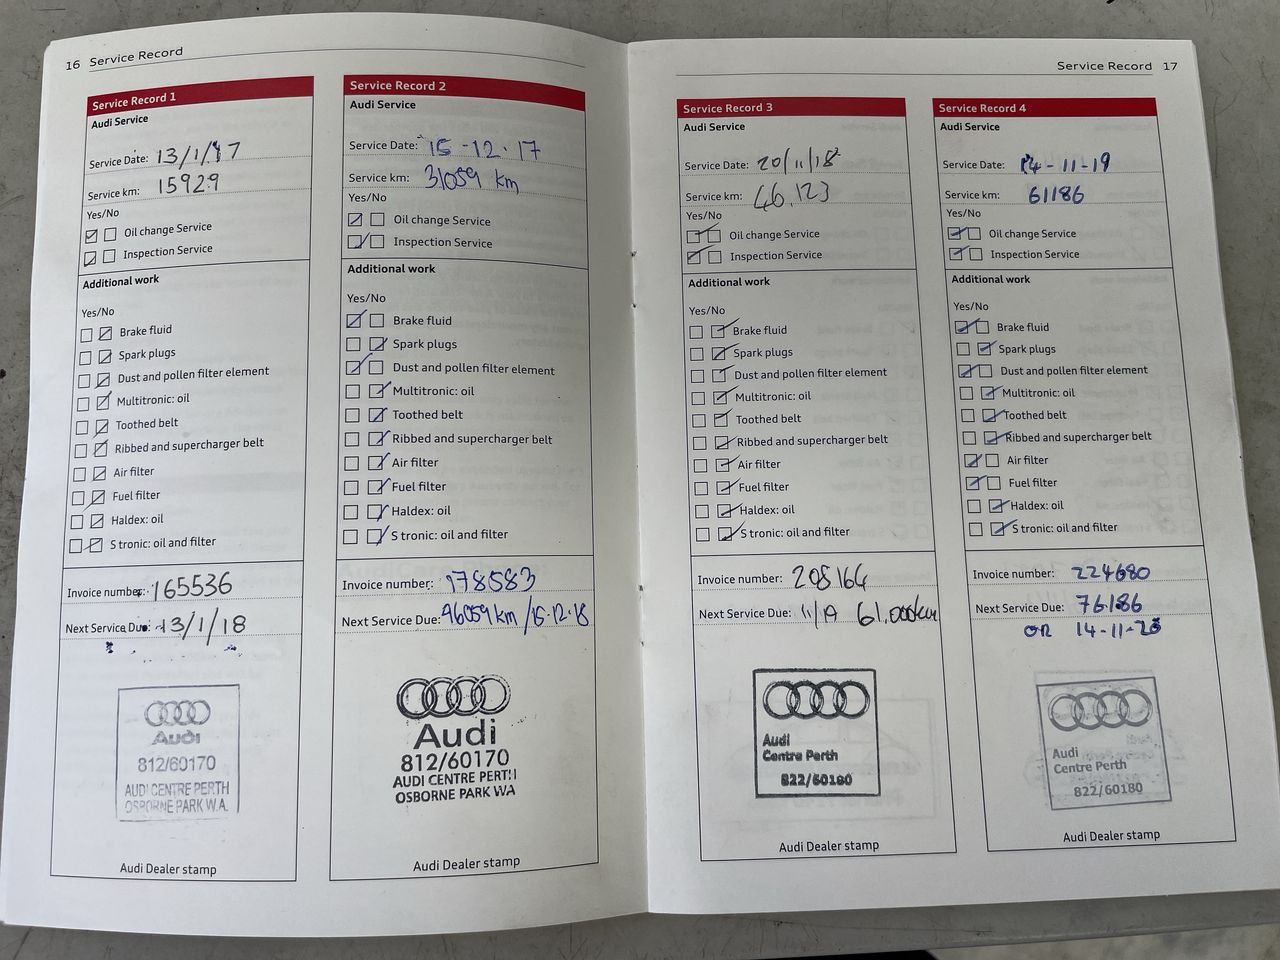 16 Service Record
Service Record 1
Audi Service
Service Date: 13/1/17
Service km: 15929
Yes/No
Oil change Service
Inspection Service
Additional work
Yes/No
Brake fluid
Spark plugs
Dust and pollen filter element
Multitronic: oil
Toothed belt
Ribbed and supercharger belt
Air filter
Fuel filter
Haldex: oil
S tronic: oil and filter
Invoice number: 165536
Next Service Due: 13/1/18
Audi
812/60170
AUDI CENTRE PERTH
OSBORNE PARK W.A.
Audi Dealer stamp
Service Record 2
Audi Service
Service Date: 15-12-17
Service km: 31059 km
Yes/No
Oil change Service
Inspection Service
Additional work
Yes/No
Brake fluid
Spark plugs
Dust and pollen filter element
Multitronic: oil
Toothed belt
Ribbed and supercharger belt
Air filter
Fuel filter
Haldex: oil
S tronic: oil and filter
Invoice number: 178583
Next Service Due: 46059 km / 15-12-18
Audi
812/60170
AUDI CENTRE PERTH
OSBORNE PARK WA
Audi Dealer stamp
Service Record 17
Service Record 3
Audi Service
Service Date: 20/11/18
Service km: 46,123
Yes/No
Oil change Service
Inspection Service
Additional work
Yes/No
Brake fluid
Spark plugs
Dust and pollen filter element
Multitronic: oil
Toothed belt
Ribbed and supercharger belt
Air filter
Fuel filter
Haldex: oil
S tronic: oil and filter
Invoice number: 208164
Next Service Due: 61,000km
Audi
Centre Perth
822/60180
Audi Dealer stamp
Service Record 4
Audi Service
Service Date: 14-11-19
Service km: 61186
Yes/No
Oil change Service
Inspection Service
Additional work
Yes/No
Brake fluid
Spark plugs
Dust and pollen filter element
Multitronic: oil
Toothed belt
Ribbed and supercharger belt
Air filter
Fuel filter
Haldex: oil
S tronic: oil and filter
Invoice number: 224680
Next Service Due: 76186
OR 14-11-20
Audi
Centre Perth
822/60180
Audi Dealer stamp